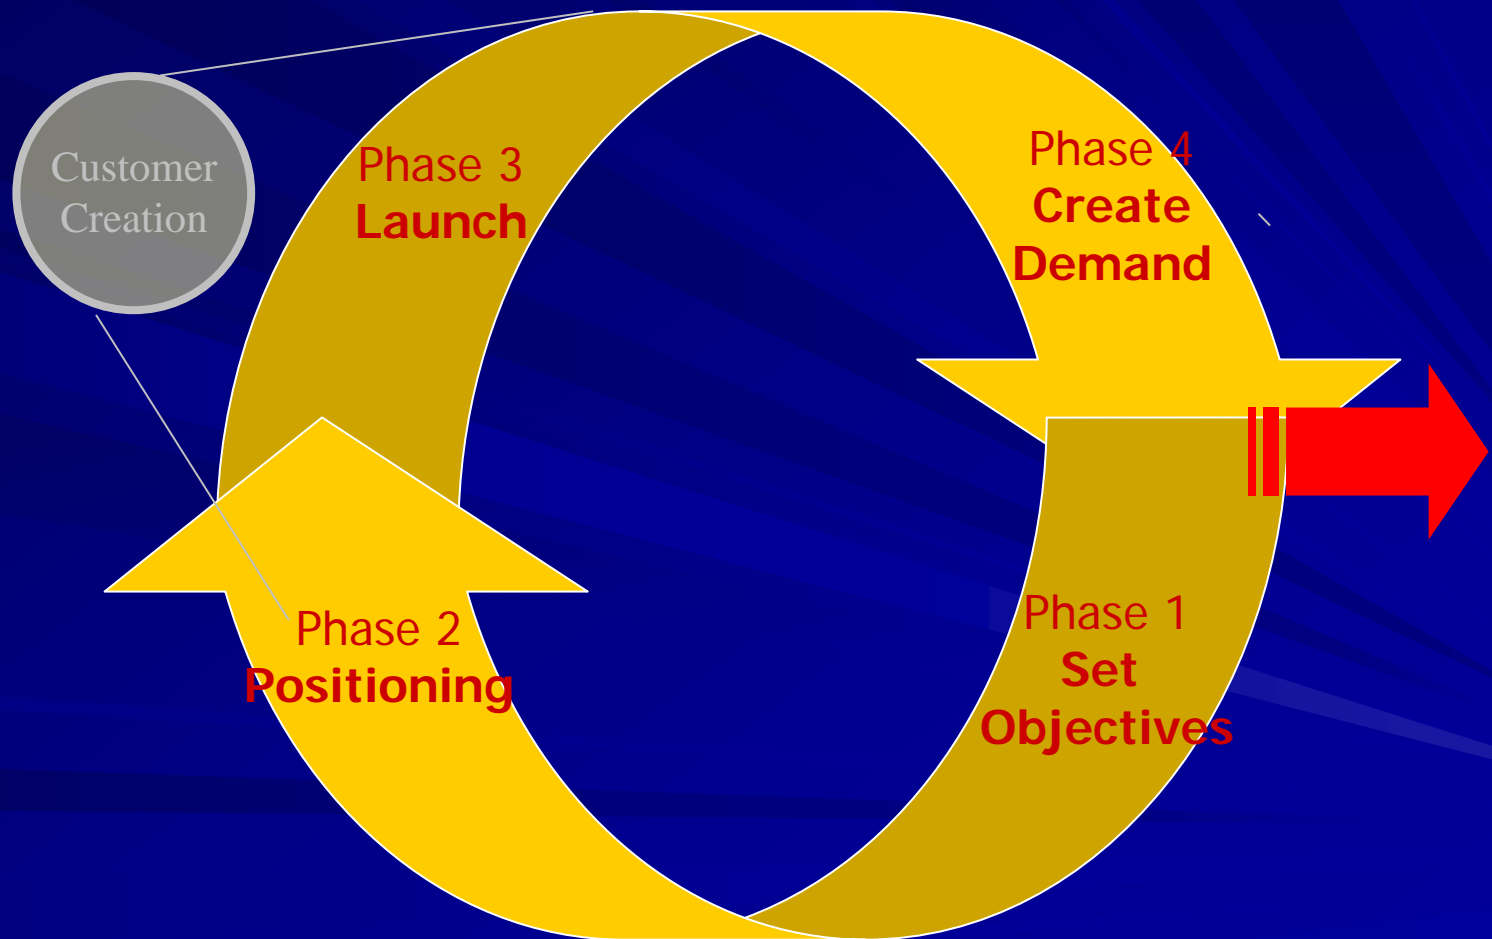 Customer
Creation
Phase 3
Launch
Phase 4
Create
Demand
Phase 2
Positioning
Phase 1
Set
Objectives